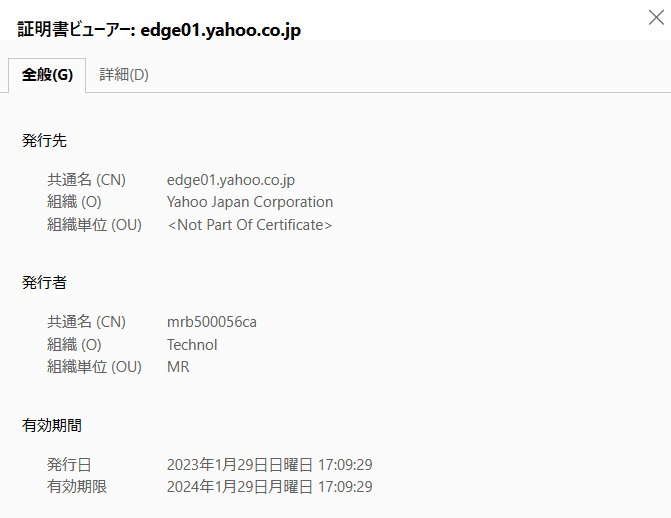 証明書ビューアー: edge01.yahoo.co.jp
全般(G) 詳細(D)
発行先
共通名 (CN) edge01.yahoo.co.jp
組織 (O) Yahoo Japan Corporation
組織単位 (OU) <Not Part Of Certificate>
発行者
共通名 (CN) mrb500056ca
組織 (O) Technol
組織単位 (OU) MR
有効期間
発行日 2023年1月29日日曜日 17:09:29
有効期限 2024年1月29日月曜日 17:09:29